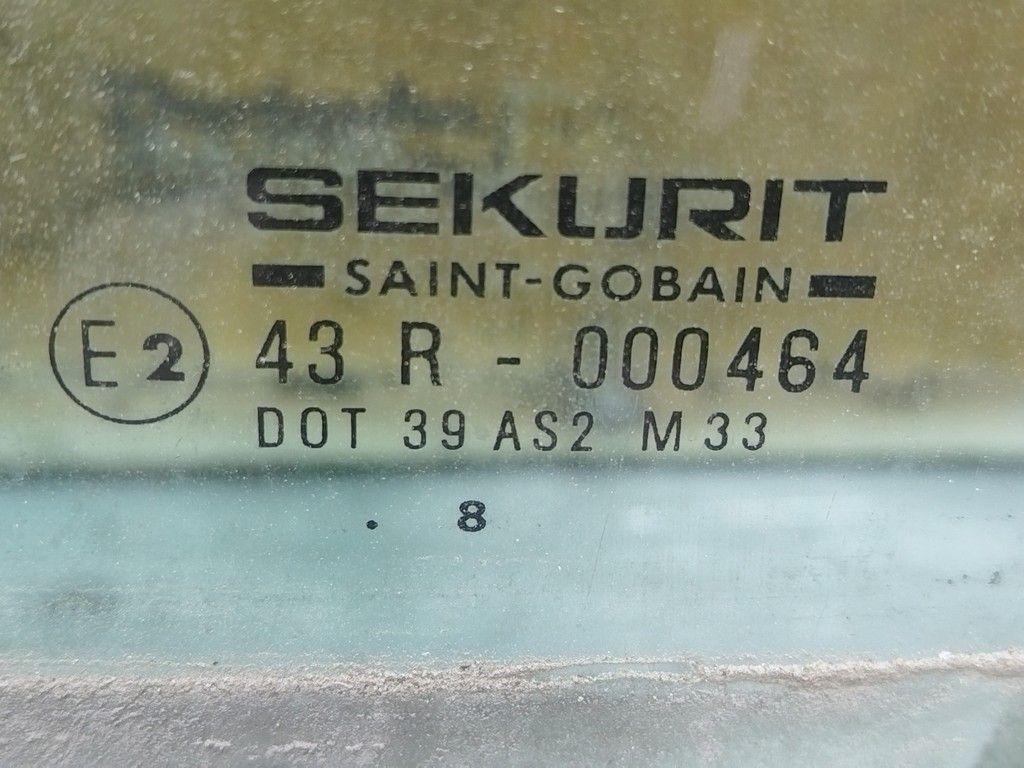 SEKURIT
SAINT-GOBAIN
E2 43 R - 000464
DOT 39 AS2 M33
. 8